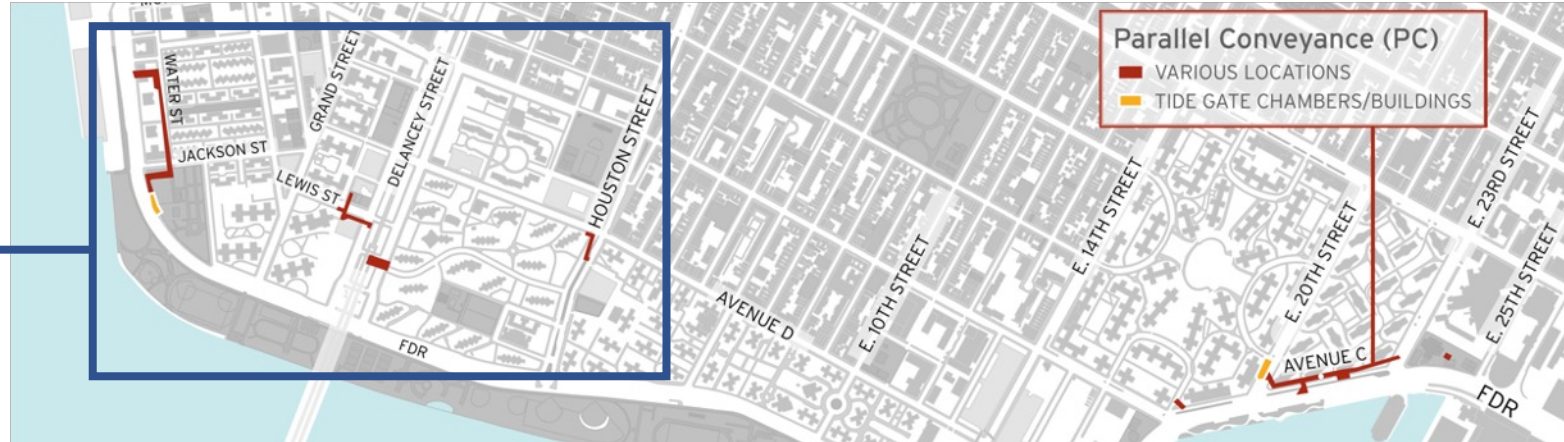 Parallel Conveyance (PC)
VARIOUS LOCATIONS
TIDE GATE CHAMBERS/BUILDINGS
WATER ST
JACKSON ST
GRAND STREET
LEWIS ST
DELANCEY STREET
HOUSTON STREET
FDR
AVENUE D
E. 10TH STREET
E. 14TH STREET
E. 20TH STREET
E. 23RD STREET
E. 25TH STREET
AVENUE C
FDR